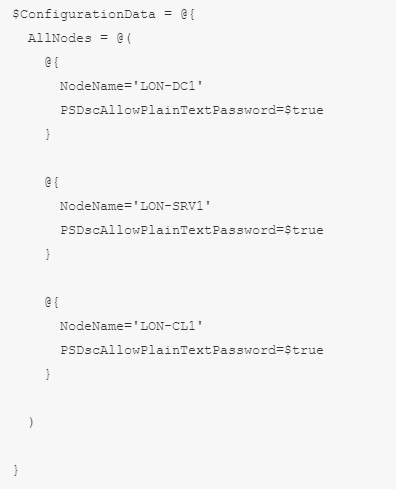 $ConfigurationData = @{
  AllNodes = @(
    @{
      NodeName='LON-DC1'
      PSDscAllowPlainTextPassword=$true
    }

    @{
      NodeName='LON-SRV1'
      PSDscAllowPlainTextPassword=$true
    }

    @{
      NodeName='LON-CL1'
      PSDscAllowPlainTextPassword=$true
    }

  )

}